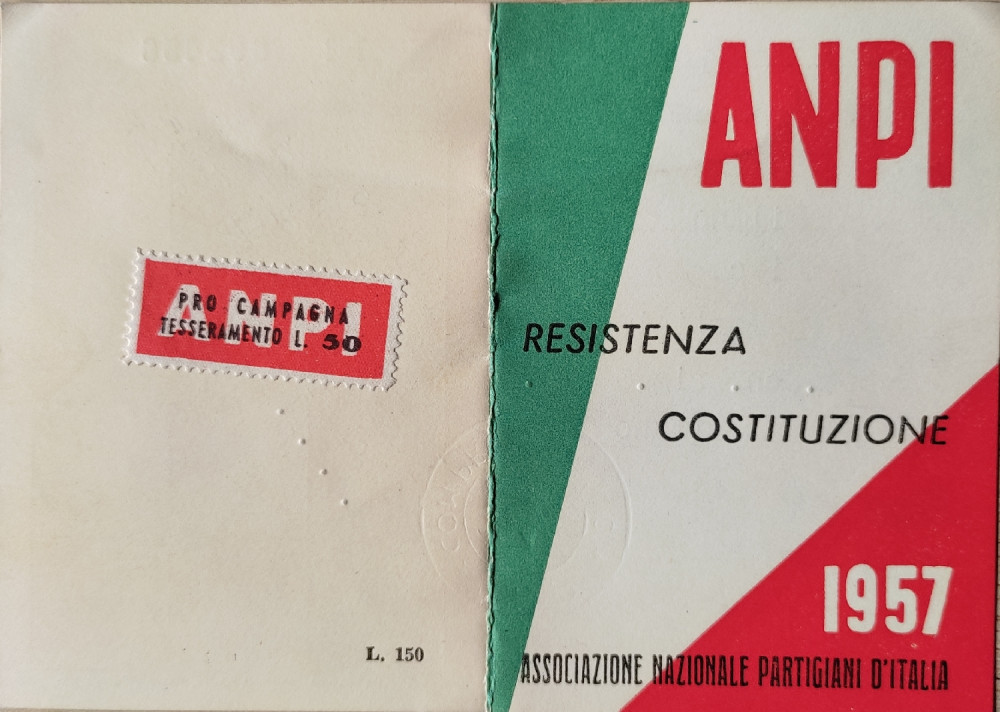 ANPI
PRO CAMPAGNA
TESSERAMENTO L. 50
L. 150
ANPI
RESISTENZA
COSTITUZIONE
1957
ASSOCIAZIONE NAZIONALE PARTIGIANI D'ITALIA